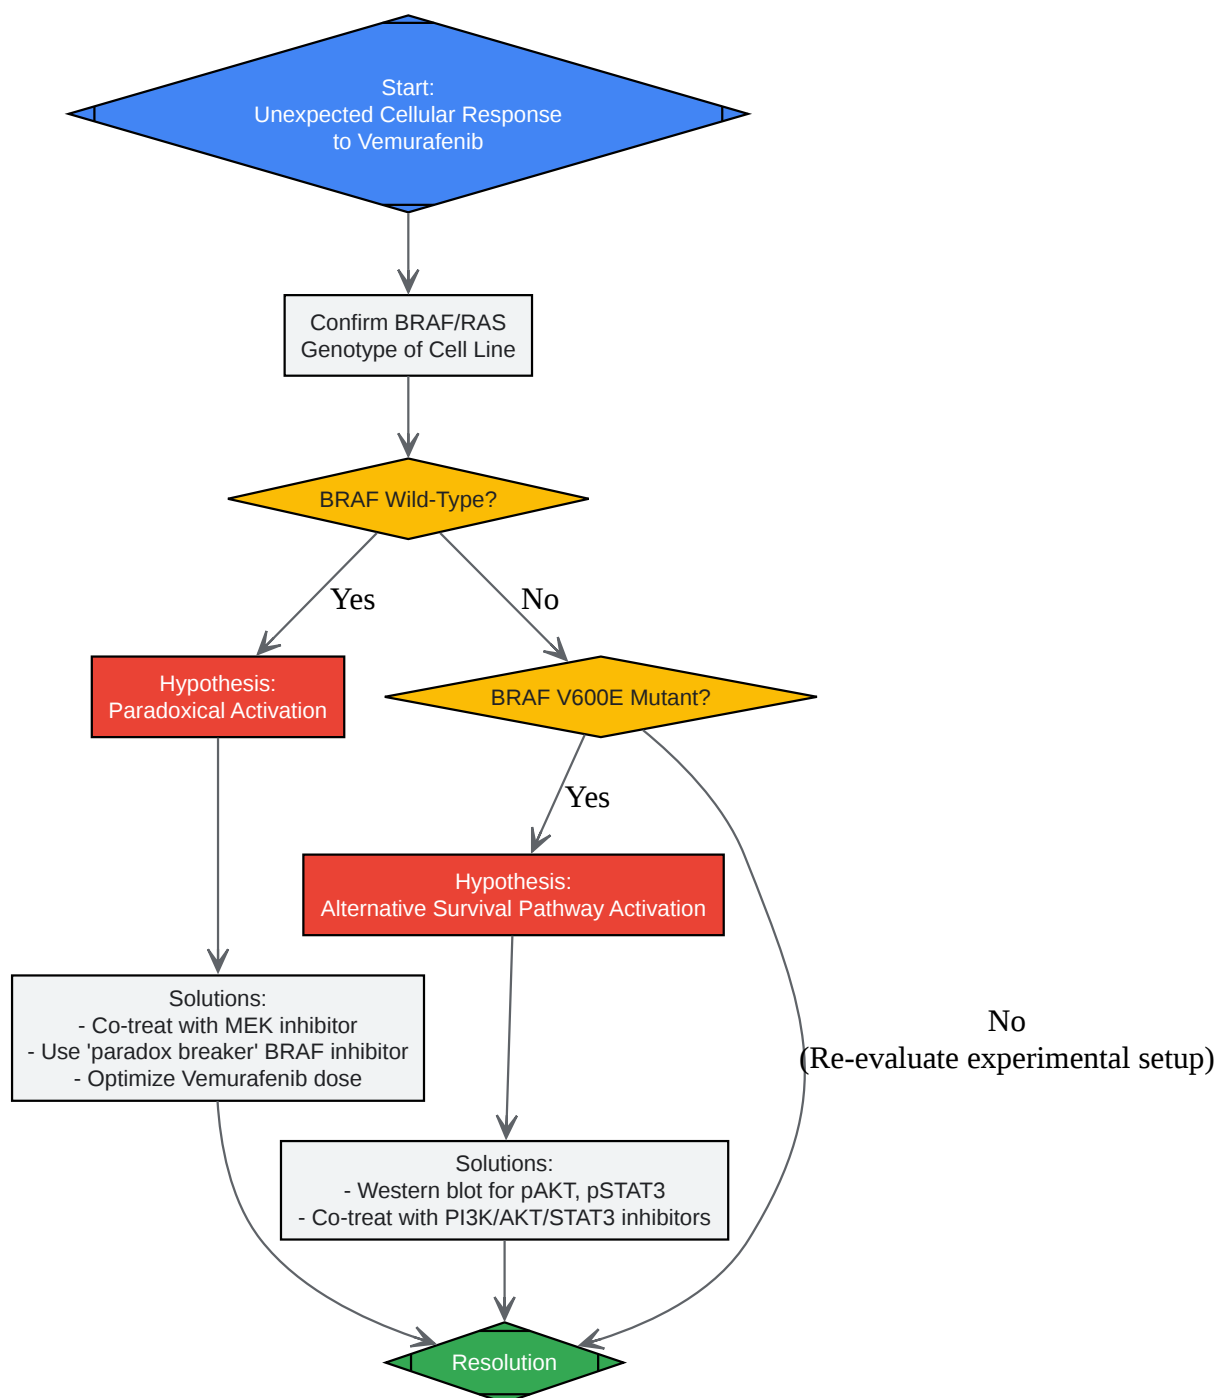 Start:
Unexpected Cellular Response
to Vemurafenib
Confirm BRAF/RAS
Genotype of Cell Line
BRAF Wild-Type?
Yes
No
Hypothesis:
Paradoxical Activation
BRAF V600E Mutant?
Yes
Hypothesis:
Alternative Survival Pathway Activation
Solutions:
- Co-treat with MEK inhibitor
- Use 'paradox breaker' BRAF inhibitor
- Optimize Vemurafenib dose
No
(Re-evaluate experimental setup)
Solutions:
- Western blot for pAKT, pSTAT3
- Co-treat with PI3K/AKT/STAT3 inhibitors
Resolution